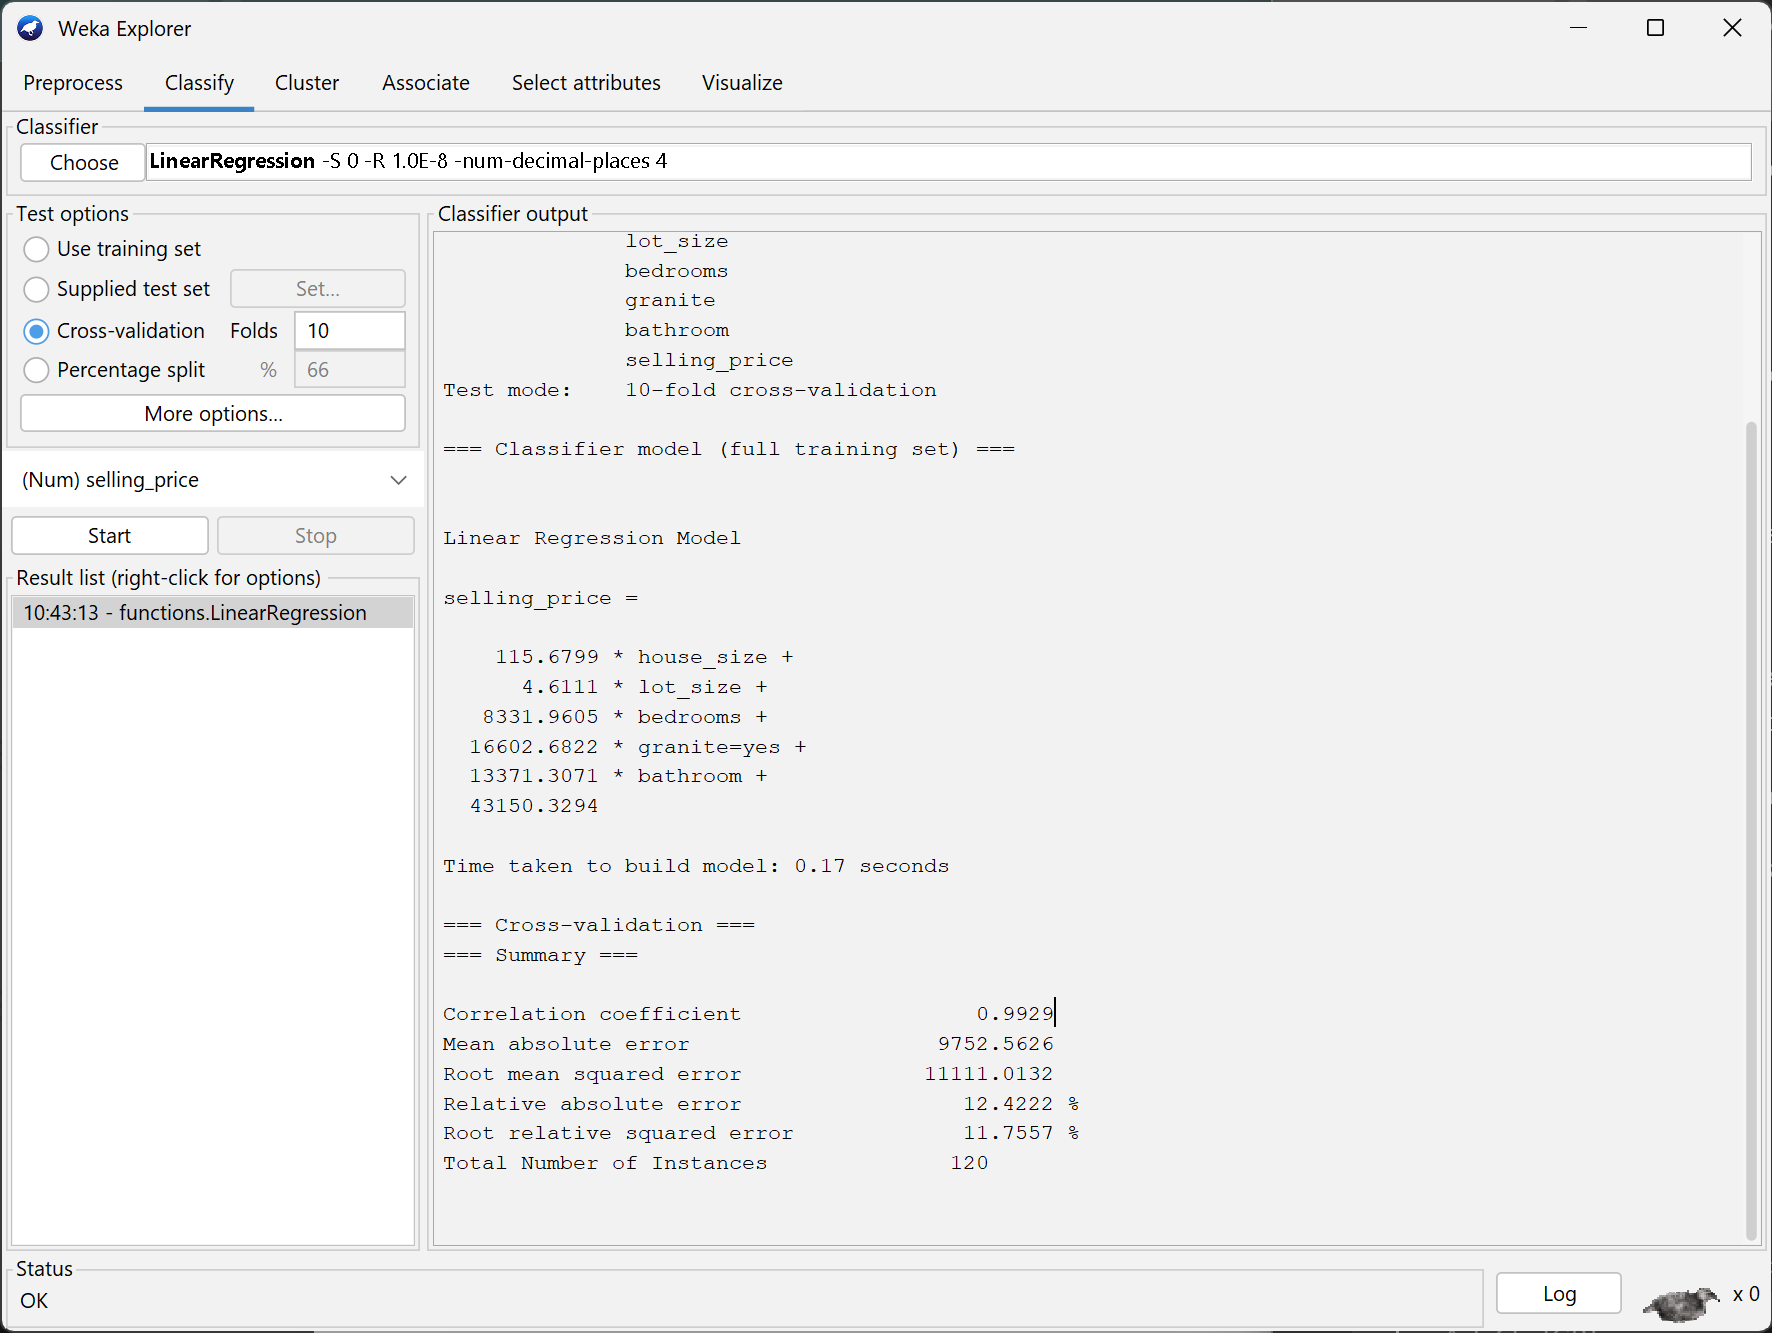 Weka Explorer
Preprocess Classify Cluster Associate Select attributes Visualize
Classifier
Choose LinearRegression -S 0 -R 1.0E-8 -num-decimal-places 4
Test options
Use training set
Supplied test set Set...
Cross-validation Folds 10
Percentage split % 66
More options...
(Num) selling_price
Start Stop
Result list (right-click for options)
10:43:13 - functions.LinearRegression
Classifier output
lot_size
bedrooms
granite
bathroom
selling_price
Test mode: 10-fold cross-validation
=== Classifier model (full training set) ===
Linear Regression Model
selling_price =
115.6799 * house_size +
4.6111 * lot_size +
8331.9605 * bedrooms +
16602.6822 * granite=yes +
13371.3071 * bathroom +
43150.3294
Time taken to build model: 0.17 seconds
=== Cross-validation ===
=== Summary ===
Correlation coefficient 0.9929
Mean absolute error 9752.5626
Root mean squared error 11111.0132
Relative absolute error 12.4222 %
Root relative squared error 11.7557 %
Total Number of Instances 120
Status
OK
Log
x 0